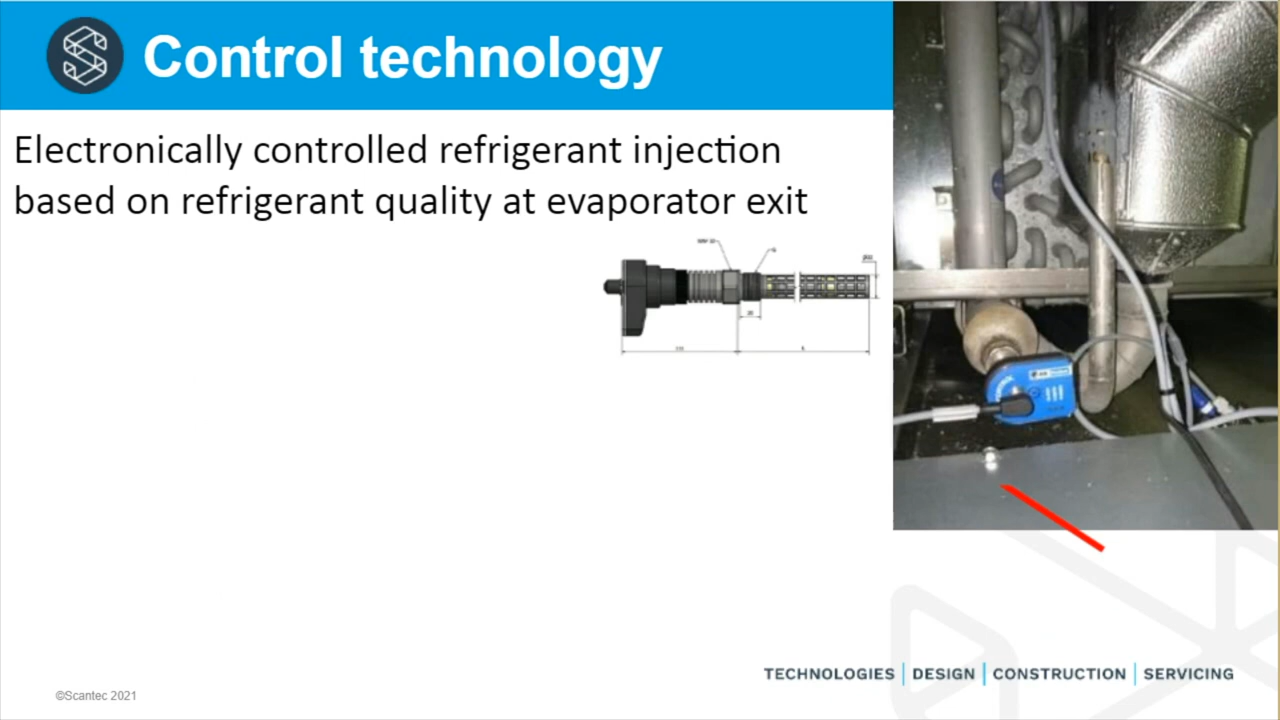 Control technology
Electronically controlled refrigerant injection
based on refrigerant quality at evaporator exit
TECHNOLOGIES | DESIGN | CONSTRUCTION | SERVICING
©Scantec 2021